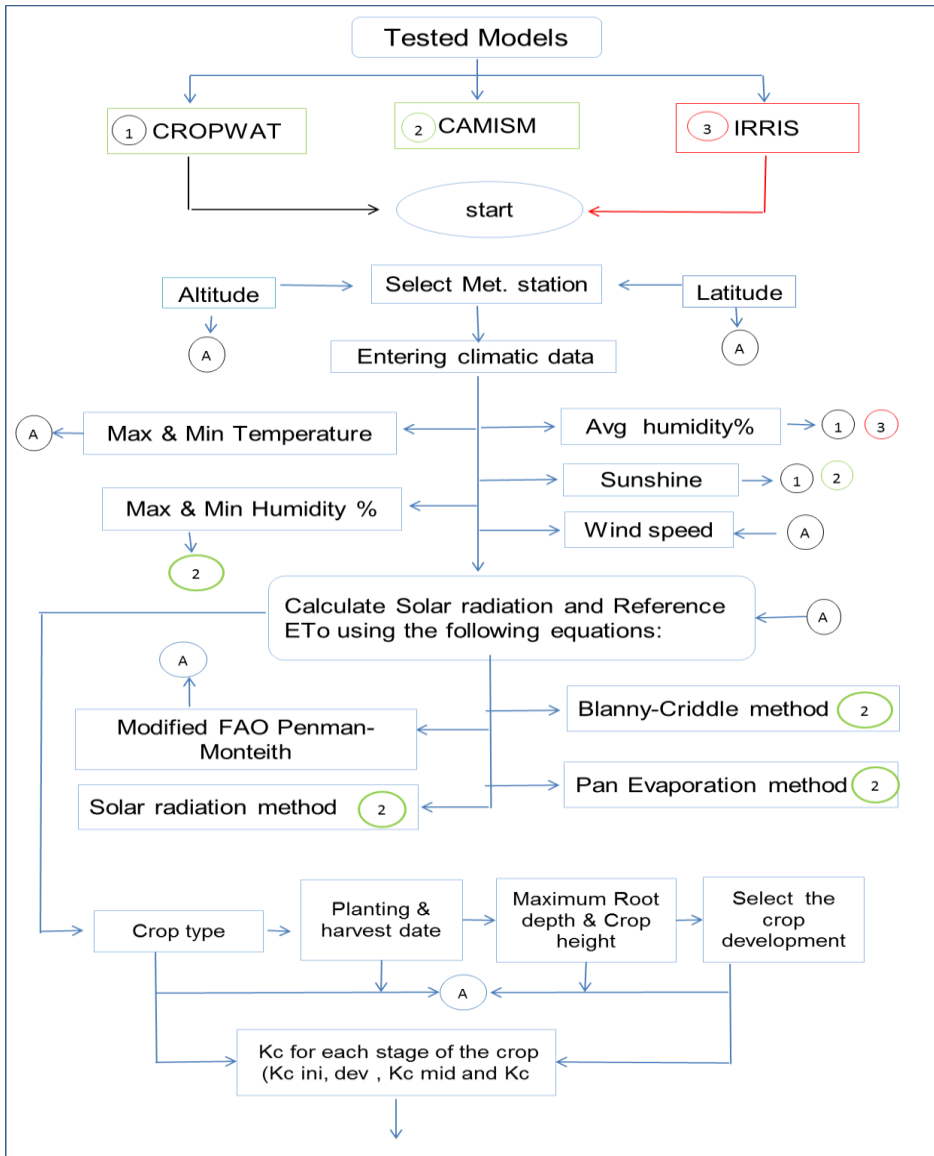 Tested Models
1 CROPWAT
2 CAMISM
3 IRRIS
start
Altitude
Select Met. station
Latitude
A
A
Entering climatic data
A
Max & Min Temperature
Avg humidity%
1
3
Sunshine
1
2
Max & Min Humidity %
Wind speed
A
2
Calculate Solar radiation and Reference
ETo using the following equations:
A
A
Modified FAO Penman-
Monteith
Blanny-Criddle method 2
Solar radiation method 2
Pan Evaporation method 2
Crop type
Planting &
harvest date
Maximum Root
depth & Crop
height
Select the
crop
development
A
Kc for each stage of the crop
(Kc ini, dev , Kc mid and Kc